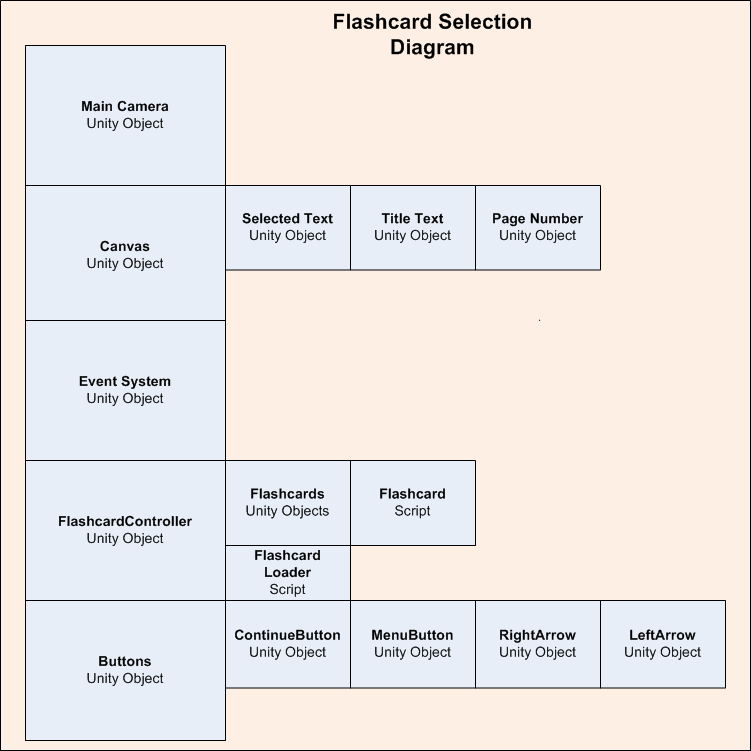 Flashcard Selection
Diagram
Main Camera
Unity Object
Canvas
Unity Object
Selected Text
Unity Object
Title Text
Unity Object
Page Number
Unity Object
Event System
Unity Object
FlashcardController
Unity Object
Flashcards
Unity Objects
Flashcard
Script
Flashcard
Loader
Script
Buttons
Unity Object
ContinueButton
Unity Object
MenuButton
Unity Object
RightArrow
Unity Object
LeftArrow
Unity Object